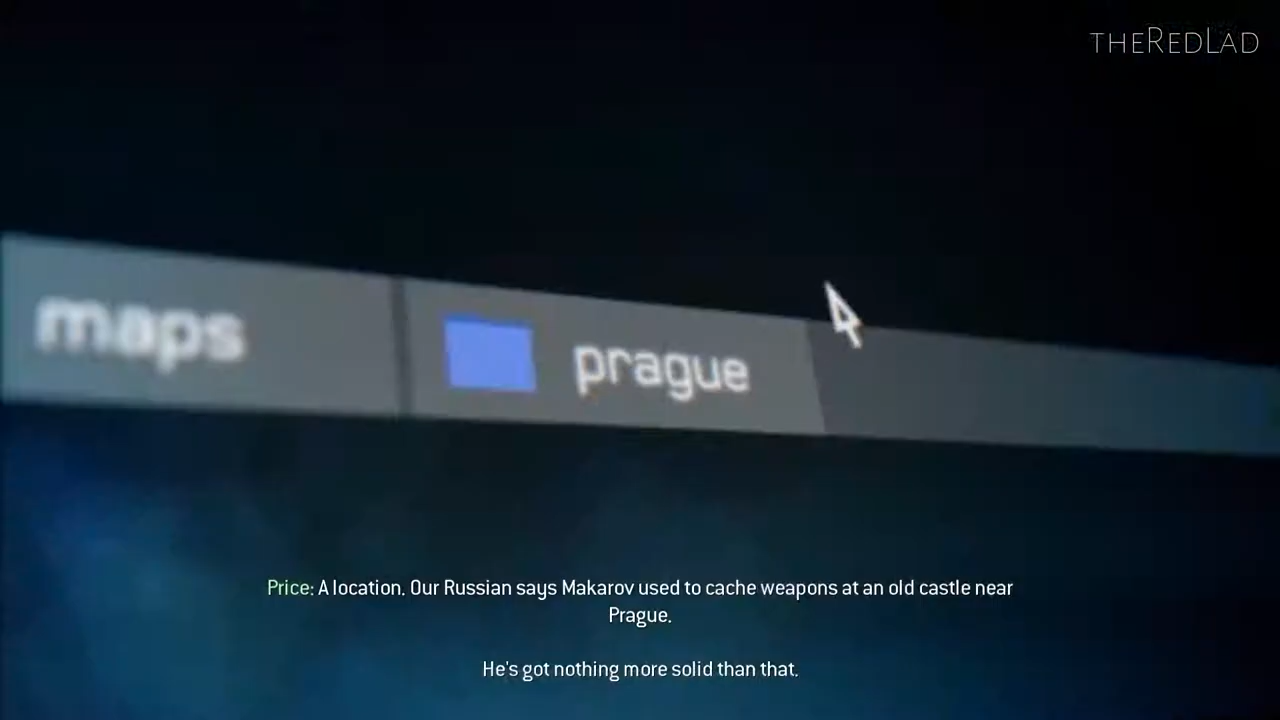 THEREDLAD
maps
prague
Price: A location. Our Russian says Makarov used to cache weapons at an old castle near
Prague.
He's got nothing more solid than that.